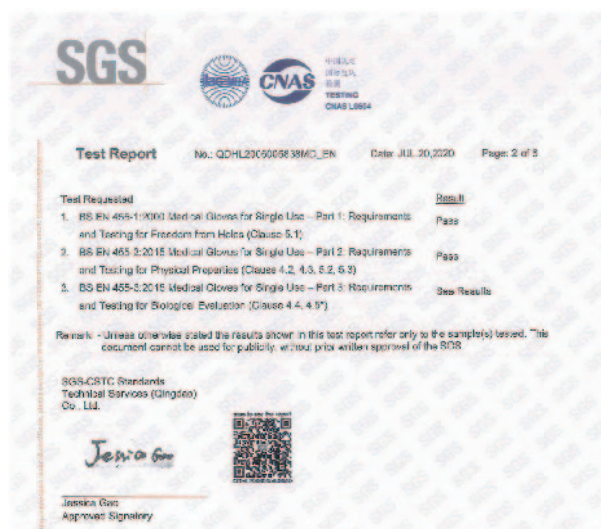 SGS
CNAS
TESTING
CNAS L0604
Test Report No.: QDHL2006006838MD_EN Date: JUL 20,2020 Page: 2 of 8
Test Requested Result
1. BS EN 455-1:2000 Medical Gloves for Single Use – Part 1: Requirements
and Testing for Freedom from Holes (Clause 5.1) Pass
2. BS EN 455-2:2015 Medical Gloves for Single Use – Part 2: Requirements
and Testing for Physical Properties (Clause 4.2, 4.3, 5.2, 5.3) Pass
3. BS EN 455-3:2015 Medical Gloves for Single Use – Part 3: Requirements
and Testing for Biological Evaluation (Clause 4.4, 4.5*) See Results
Remark: - Unless otherwise stated the results shown in this test report refer only to the sample(s) tested. This
document cannot be used for publicity, without prior written approval of the SGS.
SGS-CSTC Standards
Technical Services (Qingdao)
Co., Ltd.
Jessica Gao
Jessica Gao
Approved Signatory